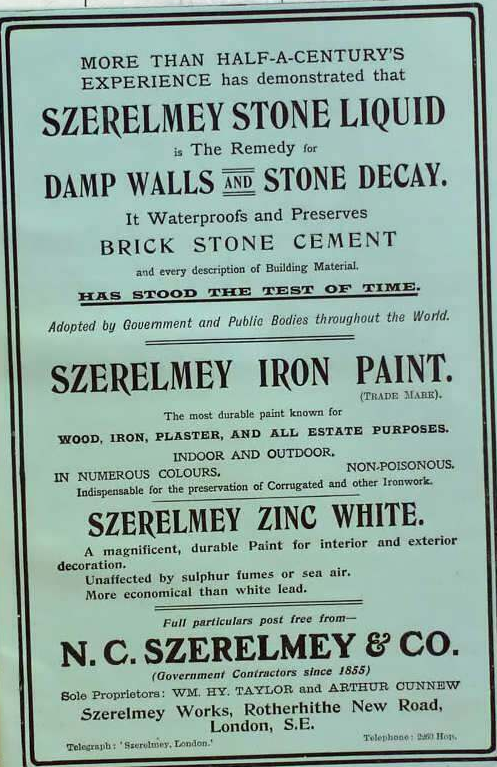 MORE THAN HALF-A-CENTURY'S
EXPERIENCE has demonstrated that
SZERELMEY STONE LIQUID
is The Remedy for
DAMP WALLS AND STONE DECAY.
It Waterproofs and Preserves
BRICK STONE CEMENT
and every description of Building Material.
HAS STOOD THE TEST OF TIME.
Adopted by Government and Public Bodies throughout the World.
SZERELMEY IRON PAINT.
(TRADE MARK).
The most durable paint known for
WOOD, IRON, PLASTER, AND ALL ESTATE PURPOSES.
INDOOR AND OUTDOOR.
IN NUMEROUS COLOURS. NON-POISONOUS.
Indispensable for the preservation of Corrugated and other Ironwork.
SZERELMEY ZINC WHITE.
A magnificent, durable Paint for interior and exterior
decoration.
Unaffected by sulphur fumes or sea air.
More economical than white lead.
Full particulars post free from—
N. C. SZERELMEY & CO.
(Government Contractors since 1855)
Sole Proprietors: WM. HY. TAYLOR and ARTHUR CUNNEW
Szerelmey Works, Rotherhithe New Road,
London, S.E.
Telegraph: 'Szerelmey, London.' Telephone: Hop.